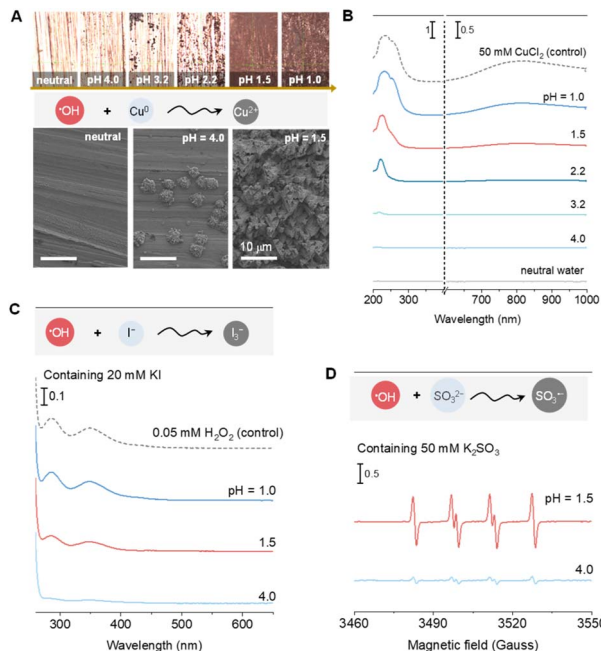 A
neutral pH 4.0 pH 3.2 pH 2.2 pH 1.5 pH 1.0
•OH + Cu⁰ Cu²⁺
neutral pH = 4.0 pH = 1.5
10 µm
B
1 0.5
50 mM CuCl₂ (control)
pH = 1.0
1.5
2.2
3.2
4.0
neutral water
200 300 700 800 900 1000
Wavelength (nm)
C
•OH + I⁻ I₃⁻
Containing 20 mM KI
0.1
0.05 mM H₂O₂ (control)
pH = 1.0
1.5
4.0
300 400 500 600
Wavelength (nm)
D
•OH + SO₃²⁻ SO₃•⁻
Containing 50 mM K₂SO₃
0.5
pH = 1.5
4.0
3460 3490 3520 3550
Magnetic field (Gauss)